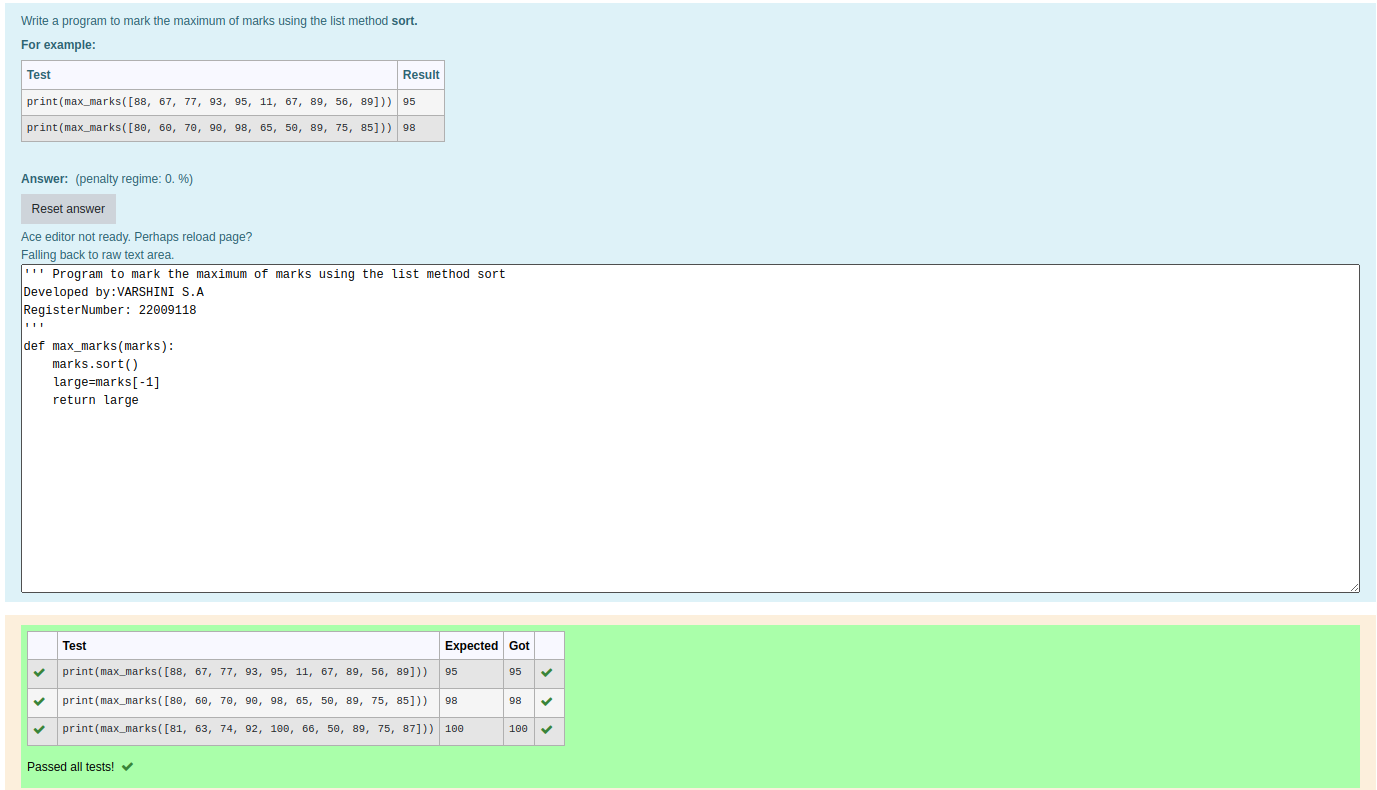 Write a program to mark the maximum of marks using the list method sort.
For example:
Test Result
print(max_marks([88, 67, 77, 93, 95, 11, 67, 89, 56, 89])) 95
print(max_marks([80, 60, 70, 90, 98, 65, 50, 89, 75, 85])) 98
Answer: (penalty regime: 0. %)
Reset answer
Ace editor not ready. Perhaps reload page?
Falling back to raw text area.
''' Program to mark the maximum of marks using the list method sort
Developed by:VARSHINI S.A
RegisterNumber: 22009118
'''
def max_marks(marks):
    marks.sort()
    large=marks[-1]
    return large
Test Expected Got
print(max_marks([88, 67, 77, 93, 95, 11, 67, 89, 56, 89])) 95 95
print(max_marks([80, 60, 70, 90, 98, 65, 50, 89, 75, 85])) 98 98
print(max_marks([81, 63, 74, 92, 100, 66, 50, 89, 75, 87])) 100 100
Passed all tests!